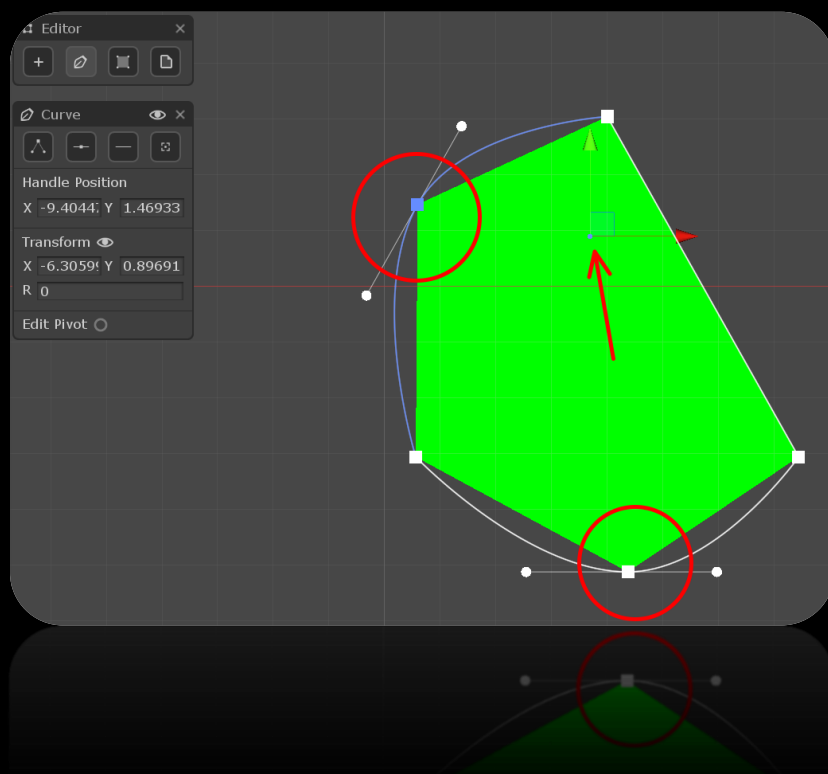 Editor
Curve
Handle Position
X -9.4044 Y 1.46933
Transform
X -6.3059 Y 0.89691
R 0
Edit Pivot